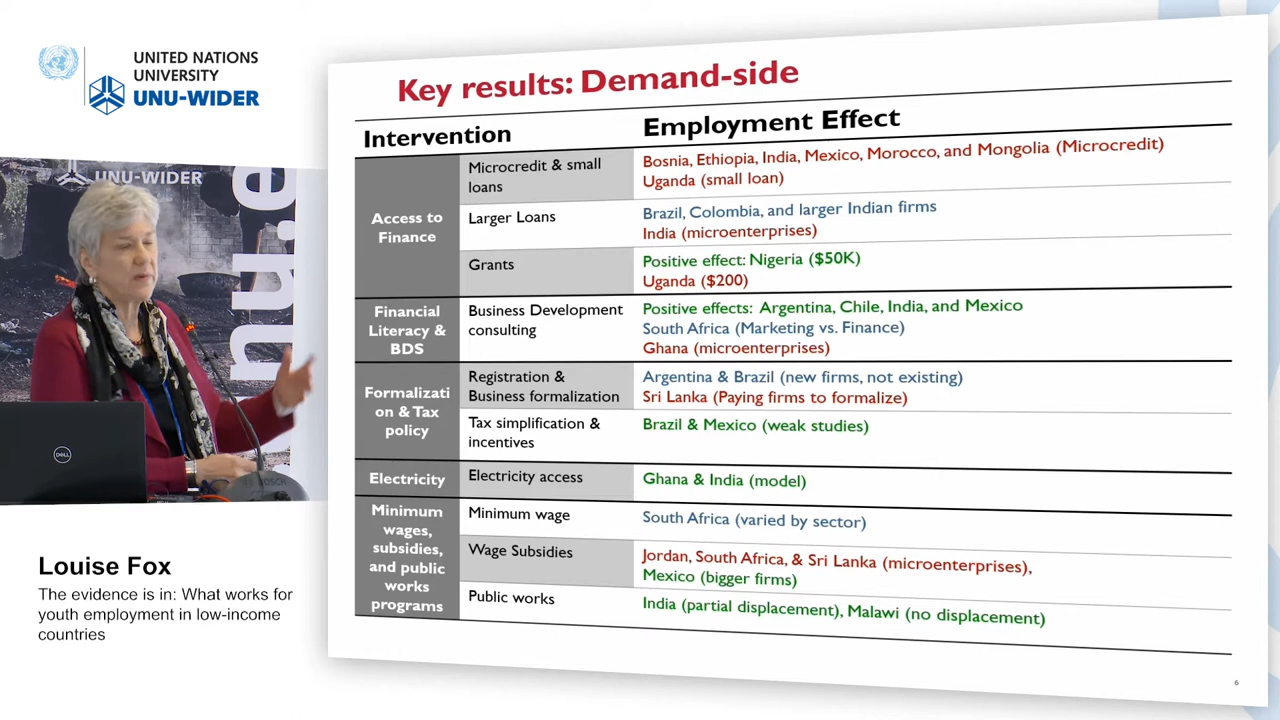 UNITED NATIONS
UNIVERSITY
UNU-WIDER
UNU-WIDER
nu.e
DELL
BOSCH
Louise Fox
The evidence is in: What works for
youth employment in low-income
countries
Key results: Demand-side
Intervention
Employment Effect
Access to
Finance
Microcredit & small
loans
Bosnia, Ethiopia, India, Mexico, Morocco, and Mongolia (Microcredit)
Uganda (small loan)
Larger Loans
Brazil, Colombia, and larger Indian firms
India (microenterprises)
Grants
Positive effect: Nigeria ($50K)
Uganda ($200)
Financial
Literacy &
BDS
Business Development
consulting
Positive effects: Argentina, Chile, India, and Mexico
South Africa (Marketing vs. Finance)
Ghana (microenterprises)
Formalizati
on & Tax
policy
Registration &
Business formalization
Argentina & Brazil (new firms, not existing)
Sri Lanka (Paying firms to formalize)
Tax simplification &
incentives
Brazil & Mexico (weak studies)
Electricity
Electricity access
Ghana & India (model)
Minimum
wages,
subsidies,
and public
works
programs
Minimum wage
South Africa (varied by sector)
Wage Subsidies
Jordan, South Africa, & Sri Lanka (microenterprises),
Mexico (bigger firms)
Public works
India (partial displacement), Malawi (no displacement)
6